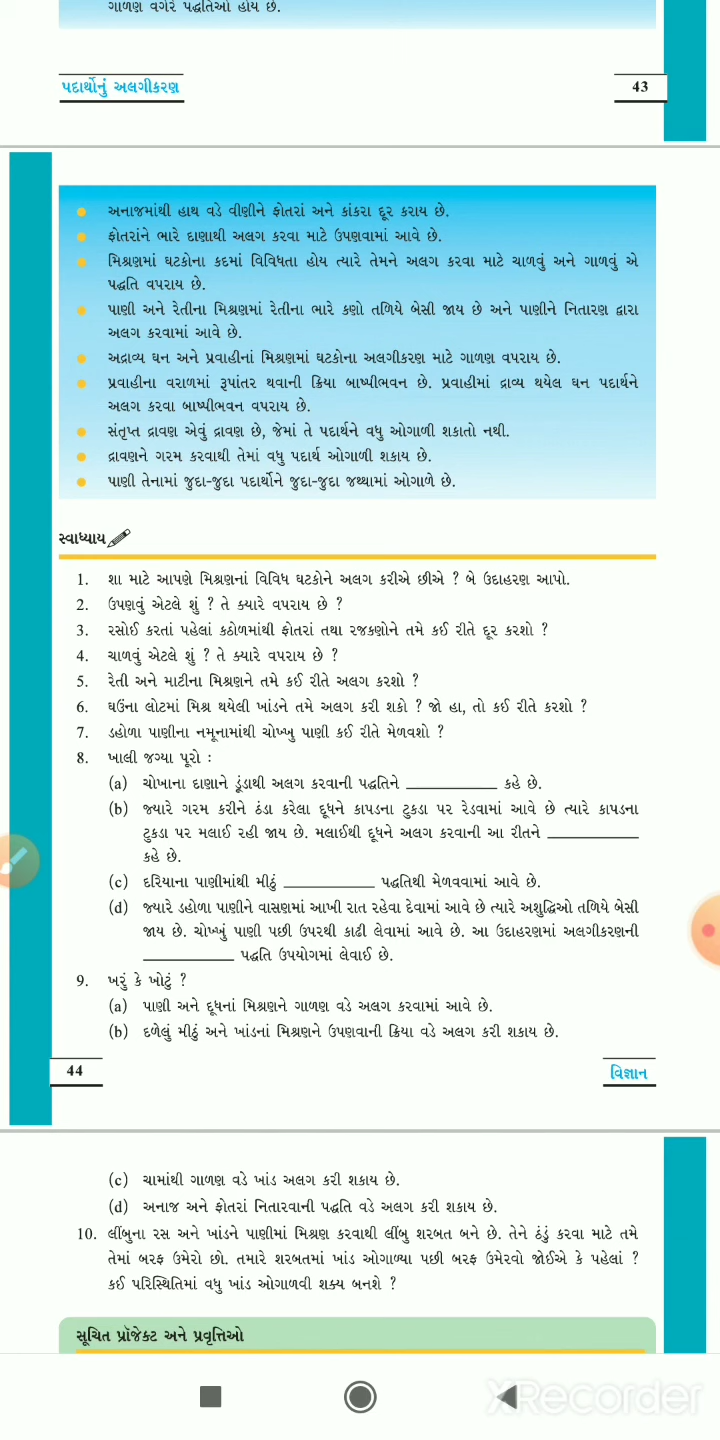 ગાળણ વગેરે પદ્ધતિઓ હોય છે.
પદાર્થોનું અલગીકરણ
43
અનાજમાંથી હાથ વડે વીણીને ફોતરાં અને કાંકરા દૂર કરાય છે.
ફોતરાંને ભારે દાણાથી અલગ કરવા માટે ઉપણવામાં આવે છે.
મિશ્રણમાં ઘટકોના કદમાં વિવિધતા હોય ત્યારે તેમને અલગ કરવા માટે ચાળવું અને ગાળવું એ
પદ્ધતિ વપરાય છે.
પાણી અને રેતીના મિશ્રણમાં રેતીના ભારે કણો તળિયે બેસી જાય છે અને પાણીને નિતારણ દ્વારા
અલગ કરવામાં આવે છે.
અદ્રાવ્ય ઘન અને પ્રવાહીનાં મિશ્રણમાં ઘટકોના અલગીકરણ માટે ગાળણ વપરાય છે.
પ્રવાહીના વરાળમાં રૂપાંતર થવાની ક્રિયા બાષ્પીભવન છે. પ્રવાહીમાં દ્રાવ્ય થયેલ ઘન પદાર્થને
અલગ કરવા બાષ્પીભવન વપરાય છે.
સંતૃપ્ત દ્રાવણ એવું દ્રાવણ છે, જેમાં તે પદાર્થને વધુ ઓગાળી શકાતો નથી.
દ્રાવણને ગરમ કરવાથી તેમાં વધુ પદાર્થ ઓગાળી શકાય છે.
પાણી તેનામાં જુદા-જુદા પદાર્થોને જુદા-જુદા જથ્થામાં ઓગાળે છે.
સ્વાધ્યાય
1. શા માટે આપણે મિશ્રણનાં વિવિધ ઘટકોને અલગ કરીએ છીએ ? બે ઉદાહરણ આપો.
2. ઉપણવું એટલે શું ? તે ક્યારે વપરાય છે ?
3. રસોઈ કરતાં પહેલાં કઠોળમાંથી ફોતરાં તથા રજકણોને તમે કઈ રીતે દૂર કરશો ?
4. ચાળવું એટલે શું ? તે ક્યારે વપરાય છે ?
5. રેતી અને માટીના મિશ્રણને તમે કઈ રીતે અલગ કરશો ?
6. ઘઉંના લોટમાં મિશ્ર થયેલી ખાંડને તમે અલગ કરી શકો ? જો હા, તો કઈ રીતે કરશો ?
7. ડહોળા પાણીના નમૂનામાંથી ચોખ્ખુ પાણી કઈ રીતે મેળવશો ?
8. ખાલી જગ્યા પૂરો :
(a) ચોખાના દાણાને ડૂંડાથી અલગ કરવાની પદ્ધતિને __________ કહે છે.
(b) જ્યારે ગરમ કરીને ઠંડા કરેલા દૂધને કાપડના ટુકડા પર રેડવામાં આવે છે ત્યારે કાપડના
ટુકડા પર મલાઈ રહી જાય છે. મલાઈથી દૂધને અલગ કરવાની આ રીતને __________
કહે છે.
(c) દરિયાના પાણીમાંથી મીઠું __________ પદ્ધતિથી મેળવવામાં આવે છે.
(d) જ્યારે ડહોળા પાણીને વાસણમાં આખી રાત રહેવા દેવામાં આવે છે ત્યારે અશુદ્ધિઓ તળિયે બેસી
જાય છે. ચોખ્ખું પાણી પછી ઉપરથી કાઢી લેવામાં આવે છે. આ ઉદાહરણમાં અલગીકરણની
__________ પદ્ધતિ ઉપયોગમાં લેવાઈ છે.
9. ખરું કે ખોટું ?
(a) પાણી અને દૂધનાં મિશ્રણને ગાળણ વડે અલગ કરવામાં આવે છે.
(b) દળેલું મીઠું અને ખાંડનાં મિશ્રણને ઉપણવાની ક્રિયા વડે અલગ કરી શકાય છે.
44
વિજ્ઞાન
(c) ચામાંથી ગાળણ વડે ખાંડ અલગ કરી શકાય છે.
(d) અનાજ અને ફોતરાં નિતારવાની પદ્ધતિ વડે અલગ કરી શકાય છે.
10. લીંબુના રસ અને ખાંડને પાણીમાં મિશ્રણ કરવાથી લીંબુ શરબત બને છે. તેને ઠંડું કરવા માટે તમે
તેમાં બરફ ઉમેરો છો. તમારે શરબતમાં ખાંડ ઓગાળ્યા પછી બરફ ઉમેરવો જોઈએ કે પહેલાં ?
કઈ પરિસ્થિતિમાં વધુ ખાંડ ઓગાળવી શક્ય બનશે ?
સૂચિત પ્રૉજેક્ટ અને પ્રવૃત્તિઓ
XRecorder